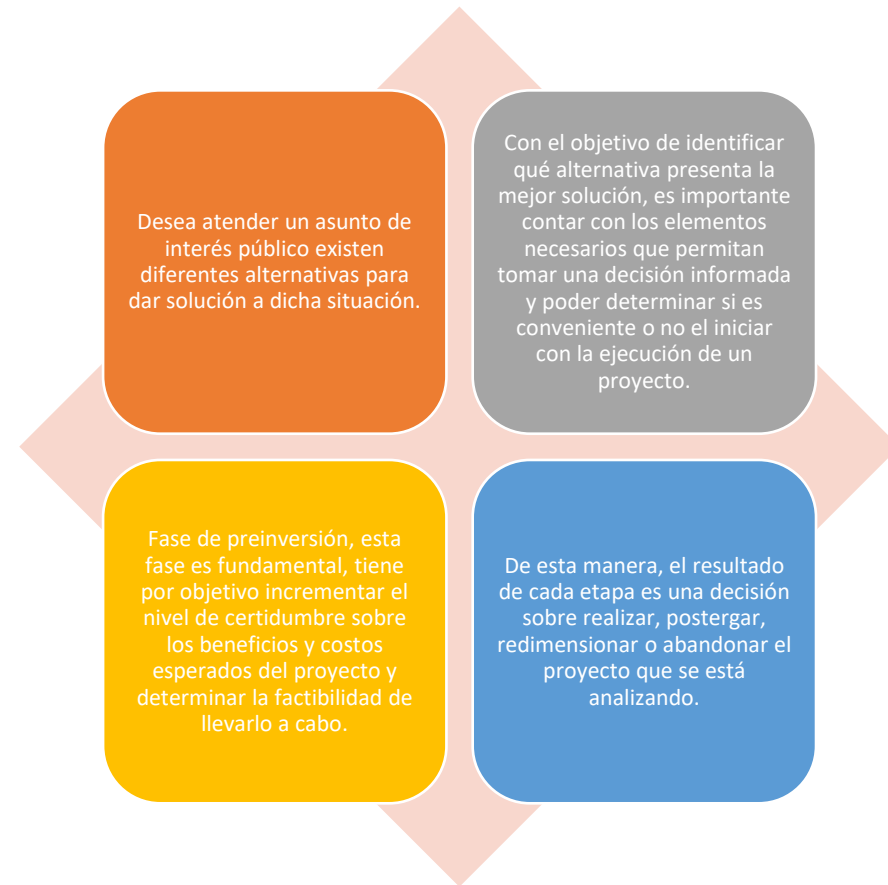 Desea atender un asunto de
interés público existen
diferentes alternativas para
dar solución a dicha situación.
Con el objetivo de identificar
qué alternativa presenta la
mejor solución, es importante
contar con los elementos
necesarios que permitan
tomar una decisión informada
y poder determinar si es
conveniente o no el iniciar
con la ejecución de un
proyecto.
Fase de preinversión, esta
fase es fundamental, tiene
por objetivo incrementar el
nivel de certidumbre sobre
los beneficios y costos
esperados del proyecto y
determinar la factibilidad de
llevarlo a cabo.
De esta manera, el resultado
de cada etapa es una decisión
sobre realizar, postergar,
redimensionar o abandonar el
proyecto que se está
analizando.